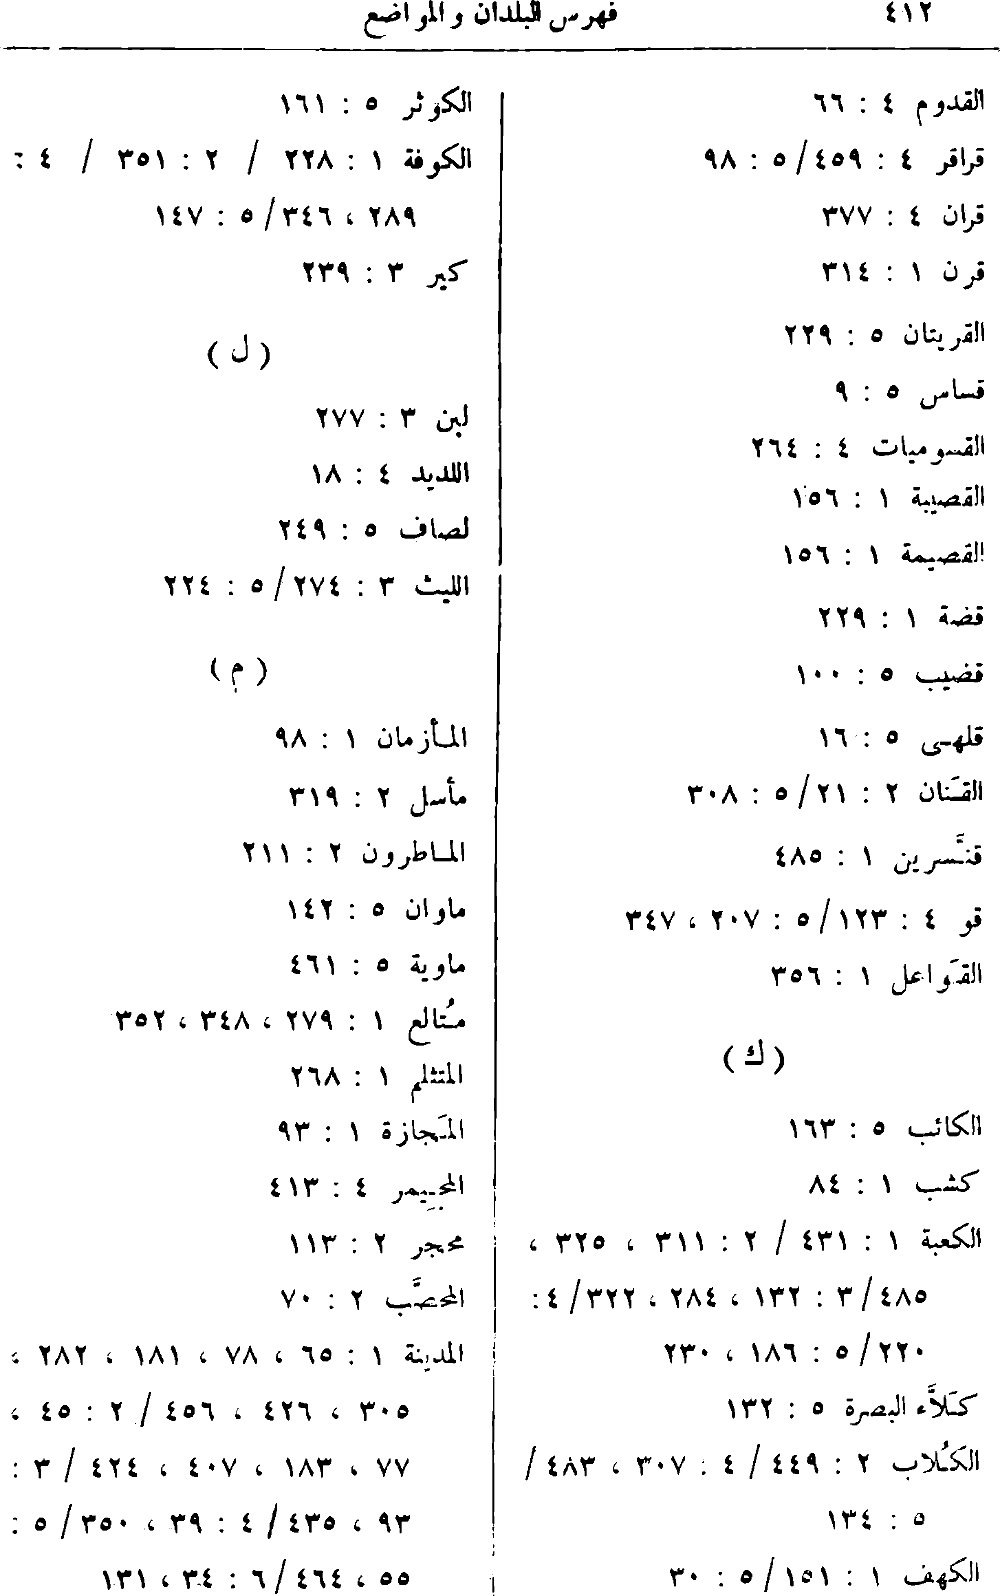 ٤١٢
فهرس البلدان والمواضع
القدوم ٤ : ٦٦
قراقر ٤ : ٤٥٩/ ٥ : ٩٨
قران ٤ : ٣٧٧
قرن ١ : ٣١٤
القريتان ٥ : ٢٢٩
قساس ٥ : ٩
القسوميات ٤ : ٢٦٤
القصيبة ١ : ١٥٦
القصيمة ١ : ١٥٦
قضة ١ : ٢٢٩
قضيب ٥ : ١٠٠
قلهى ٥ : ١٦
القَنان ٢ : ٢١/ ٥ : ٣٠٨
قنَّسرين ١ : ٤٨٥
قو ٤ : ١٢٣/ ٥ : ٢٠٧ ، ٣٤٧
القَواعل ١ : ٣٥٦
( ك )
الكائب ٥ : ١٦٣
كشب ١ : ٨٤
الكعبة ١ : ٤٣١/ ٢ : ٣١١ ، ٣٢٥ ،
٤٨٥/ ٣ : ١٣٢ ، ٢٨٤ ، ٣٢٢/ ٤ :
٢٢٠/ ٥ : ١٨٦ ، ٢٣٠
كَلاَّء البصرة ٥ : ١٣٢
الكُلاب ٢ : ٤٤٩/ ٤ : ٣٠٧ ، ٤٨٣/
٥ : ١٣٤
الكهف ١ : ١٥١/ ٥ : ٣٠
الكوثر ٥ : ١٦١
الكوفة ١ : ٢٢٨ / ٢ : ٣٥١ / ٤ :
٢٨٩ ، ٣٤٦/ ٥ : ١٤٧
كير ٣ : ٢٣٩
( ل )
لبن ٣ : ٢٧٧
اللديد ٤ : ١٨
لصاف ٥ : ٢٤٩
الليث ٣ : ٢٧٤/ ٥ : ٢٢٤
( م )
المأزمان ١ : ٩٨
مأسل ٢ : ٣١٩
الماطرون ٢ : ٢١١
ماوان ٥ : ١٤٢
ماوية ٥ : ٤٦١
مُتالع ١ : ٢٧٩ ، ٣٤٨ ، ٣٥٢
المتثلم ١ : ٢٦٨
المَجازة ١ : ٩٣
المجيمر ٤ : ٤١٣
محجر ٢ : ١١٣
المحصَّب ٢ : ٧٠
المدينة ١ : ٦٥ ، ٧٨ ، ١٨١ ، ٢٨٢ ،
٣٠٥ ، ٤٢٦ ، ٤٥٦/ ٢ : ٤٥ ،
٧٧ ، ١٨٣ ، ٤٠٧ ، ٤٢٤/ ٣ :
٩٣ ، ٤٣٥/ ٤ : ٣٩ ، ٣٥٠/ ٥ :
٥٥ ، ٤٦٤/ ٦ : ٣٤ ، ١٣١